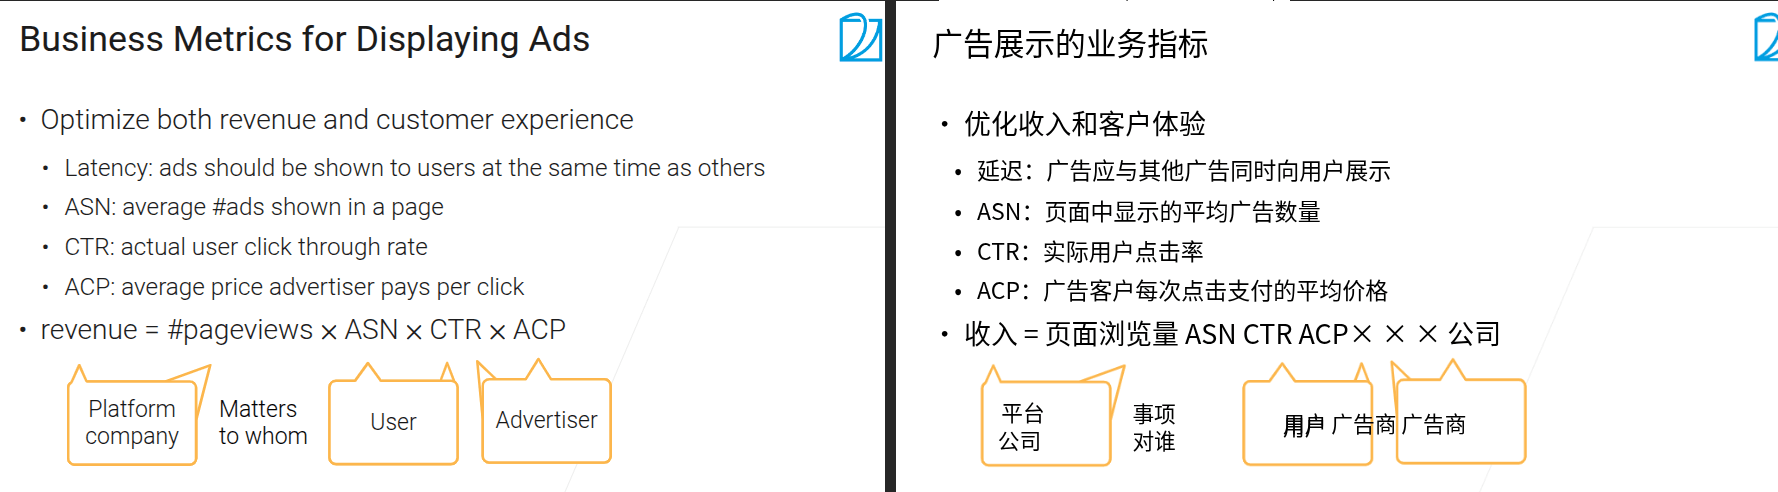 Business Metrics for Displaying Ads
• Optimize both revenue and customer experience
• Latency: ads should be shown to users at the same time as others
• ASN: average #ads shown in a page
• CTR: actual user click through rate
• ACP: average price advertiser pays per click
• revenue = #pageviews × ASN × CTR × ACP
Platform
company
Matters
to whom
User
Advertiser
广告展示的业务指标
• 优化收入和客户体验
• 延迟：广告应与其他广告同时向用户展示
• ASN：页面中显示的平均广告数量
• CTR：实际用户点击率
• ACP：广告客户每次点击支付的平均价格
• 收入 = 页面浏览量 ASN CTR ACP× × × 公司
平台
公司
事项
对谁
用户 广告商 广告商